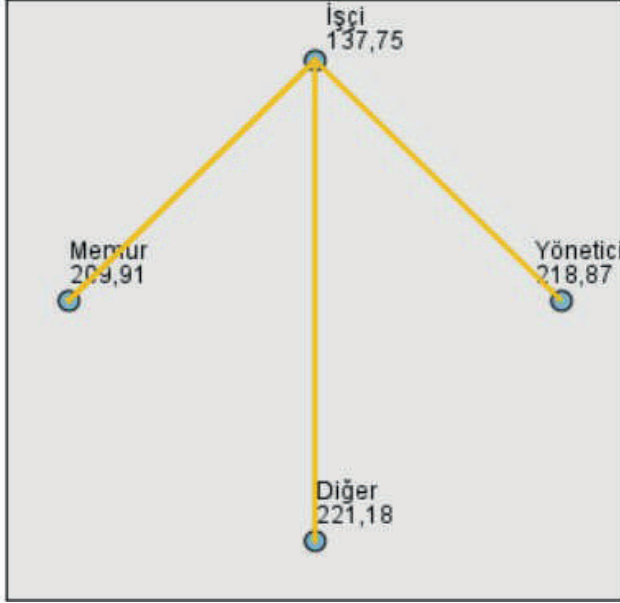 İşçi
137,75
Memur
209,91
Yönetici
218,87
Diğer
221,18